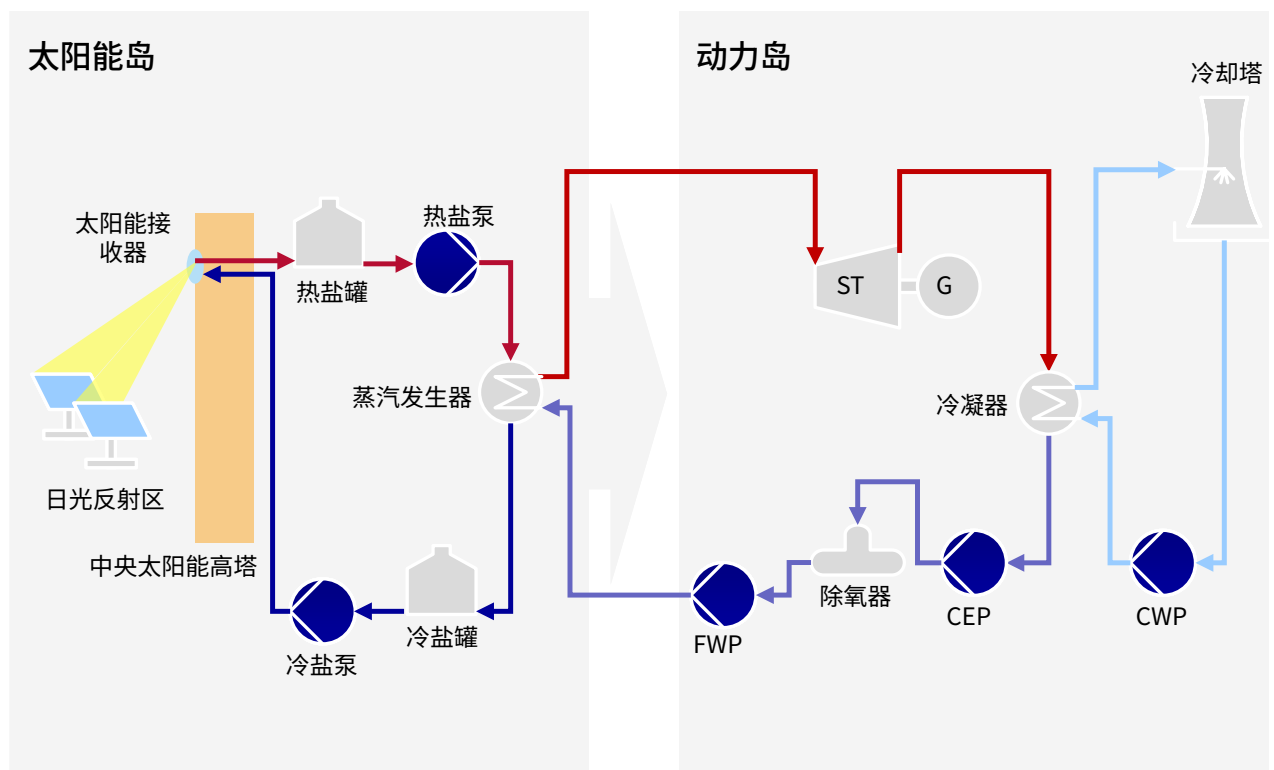 太阳能岛
动力岛
冷却塔
太阳能接
收器
热盐泵
热盐罐
ST
G
蒸汽发生器
冷凝器
日光反射区
中央太阳能高塔
除氧器
CEP
CWP
冷盐罐
FWP
冷盐泵